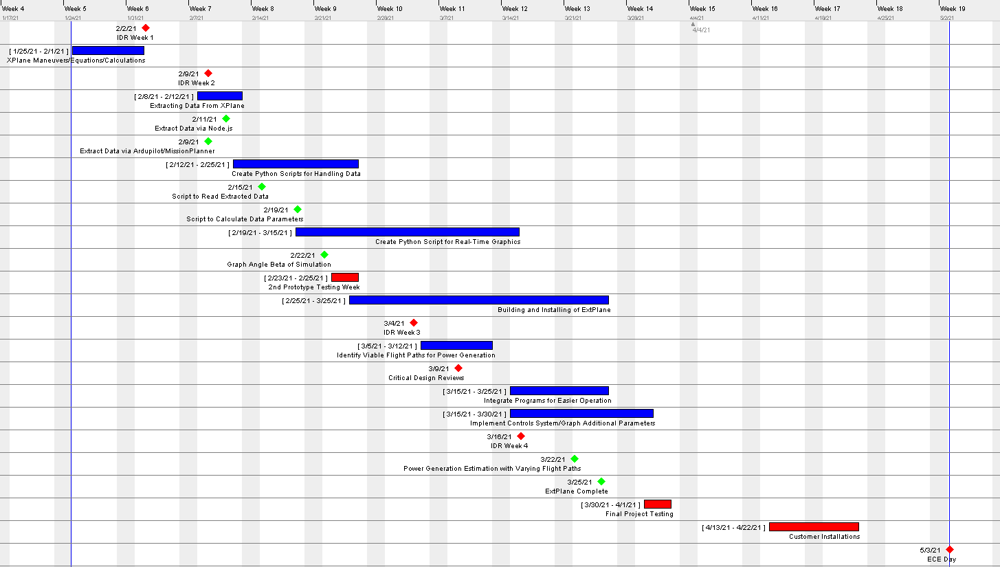 Week 4 Week 5 Week 6 Week 7 Week 8 Week 9 Week 10 Week 11 Week 12 Week 13 Week 14 Week 15 Week 16 Week 17 Week 18 Week 19
1/17/21 1/24/21 1/31/21 2/7/21 2/14/21 2/21/21 2/28/21 3/7/21 3/14/21 3/21/21 3/28/21 4/4/21 4/11/21 4/18/21 4/25/21 5/2/21
2/2/21
4/4/21
IDR Week 1
[ 1/25/21 - 2/1/21 ]
XPlane Maneuvers/Equations/Calculations
2/9/21
IDR Week 2
[ 2/8/21 - 2/12/21 ]
Extracting Data From XPlane
2/11/21
Extract Data via Node.js
2/9/21
Extract Data via Ardupilot/MissionPlanner
[ 2/12/21 - 2/25/21 ]
Create Python Scripts for Handling Data
2/15/21
Script to Read Extracted Data
2/19/21
Script to Calculate Data Parameters
[ 2/19/21 - 3/15/21 ]
Create Python Script for Real-Time Graphics
2/22/21
Graph Angle Beta of Simulation
[ 2/23/21 - 2/25/21 ]
2nd Prototype Testing Week
[ 2/25/21 - 3/25/21 ]
Building and Installing of ExtPlane
3/4/21
IDR Week 3
[ 3/5/21 - 3/12/21 ]
Identify Viable Flight Paths for Power Generation
3/9/21
Critical Design Reviews
[ 3/15/21 - 3/25/21 ]
Integrate Programs for Easier Operation
[ 3/15/21 - 3/30/21 ]
Implement Controls System/Graph Additional Parameters
3/16/21
IDR Week 4
3/22/21
Power Generation Estimation with Varying Flight Paths
3/25/21
ExtPlane Complete
[ 3/30/21 - 4/1/21 ]
Final Project Testing
[ 4/13/21 - 4/22/21 ]
Customer Installations
5/3/21
ECE Day